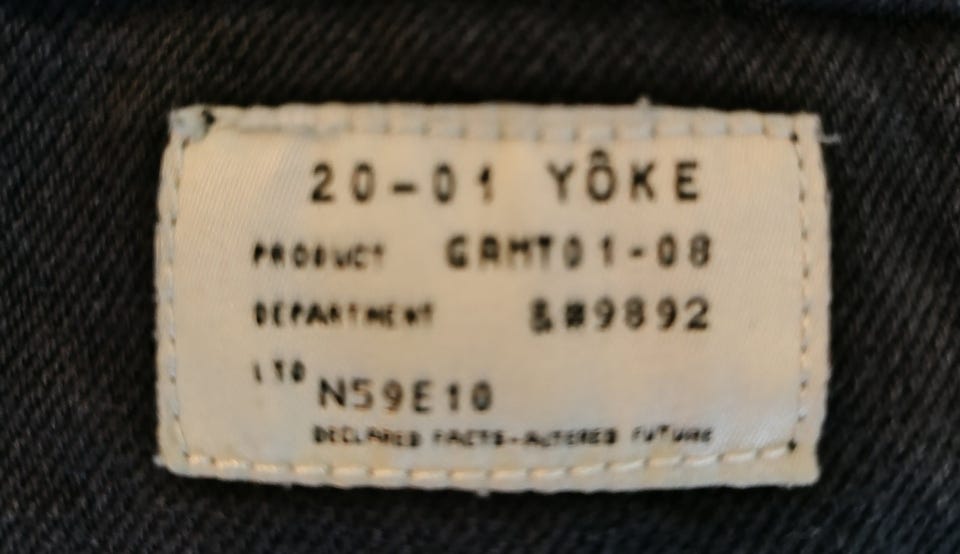 20-01 YÔKE
PRODUCT GAMT01-08
DEPARTMENT &#9892
LTD N59E10
DECLARED FACTS-ALTERED FUTURE